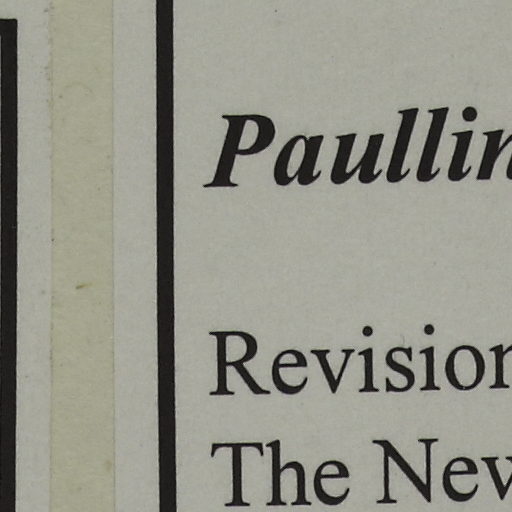 Paullin
Revision
The New